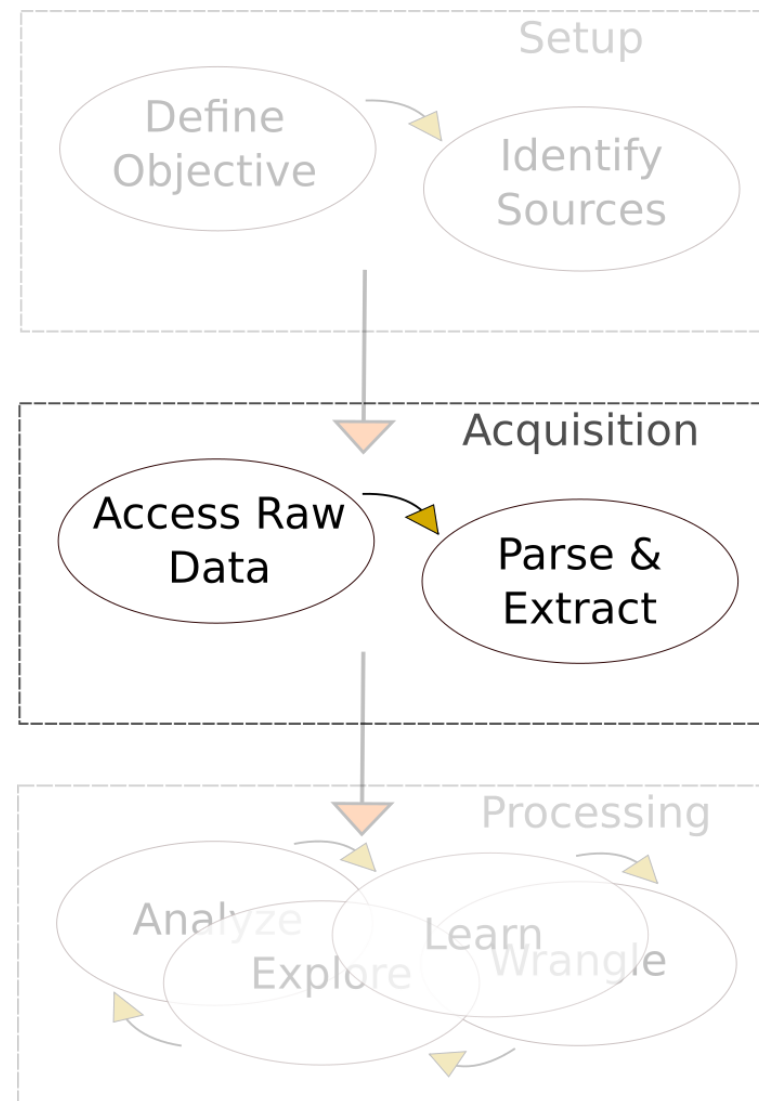 Setup
Define
Objective
Identify
Sources
Acquisition
Access Raw
Data
Parse &
Extract
Processing
Analyze
Learn
Explore
Wrangle